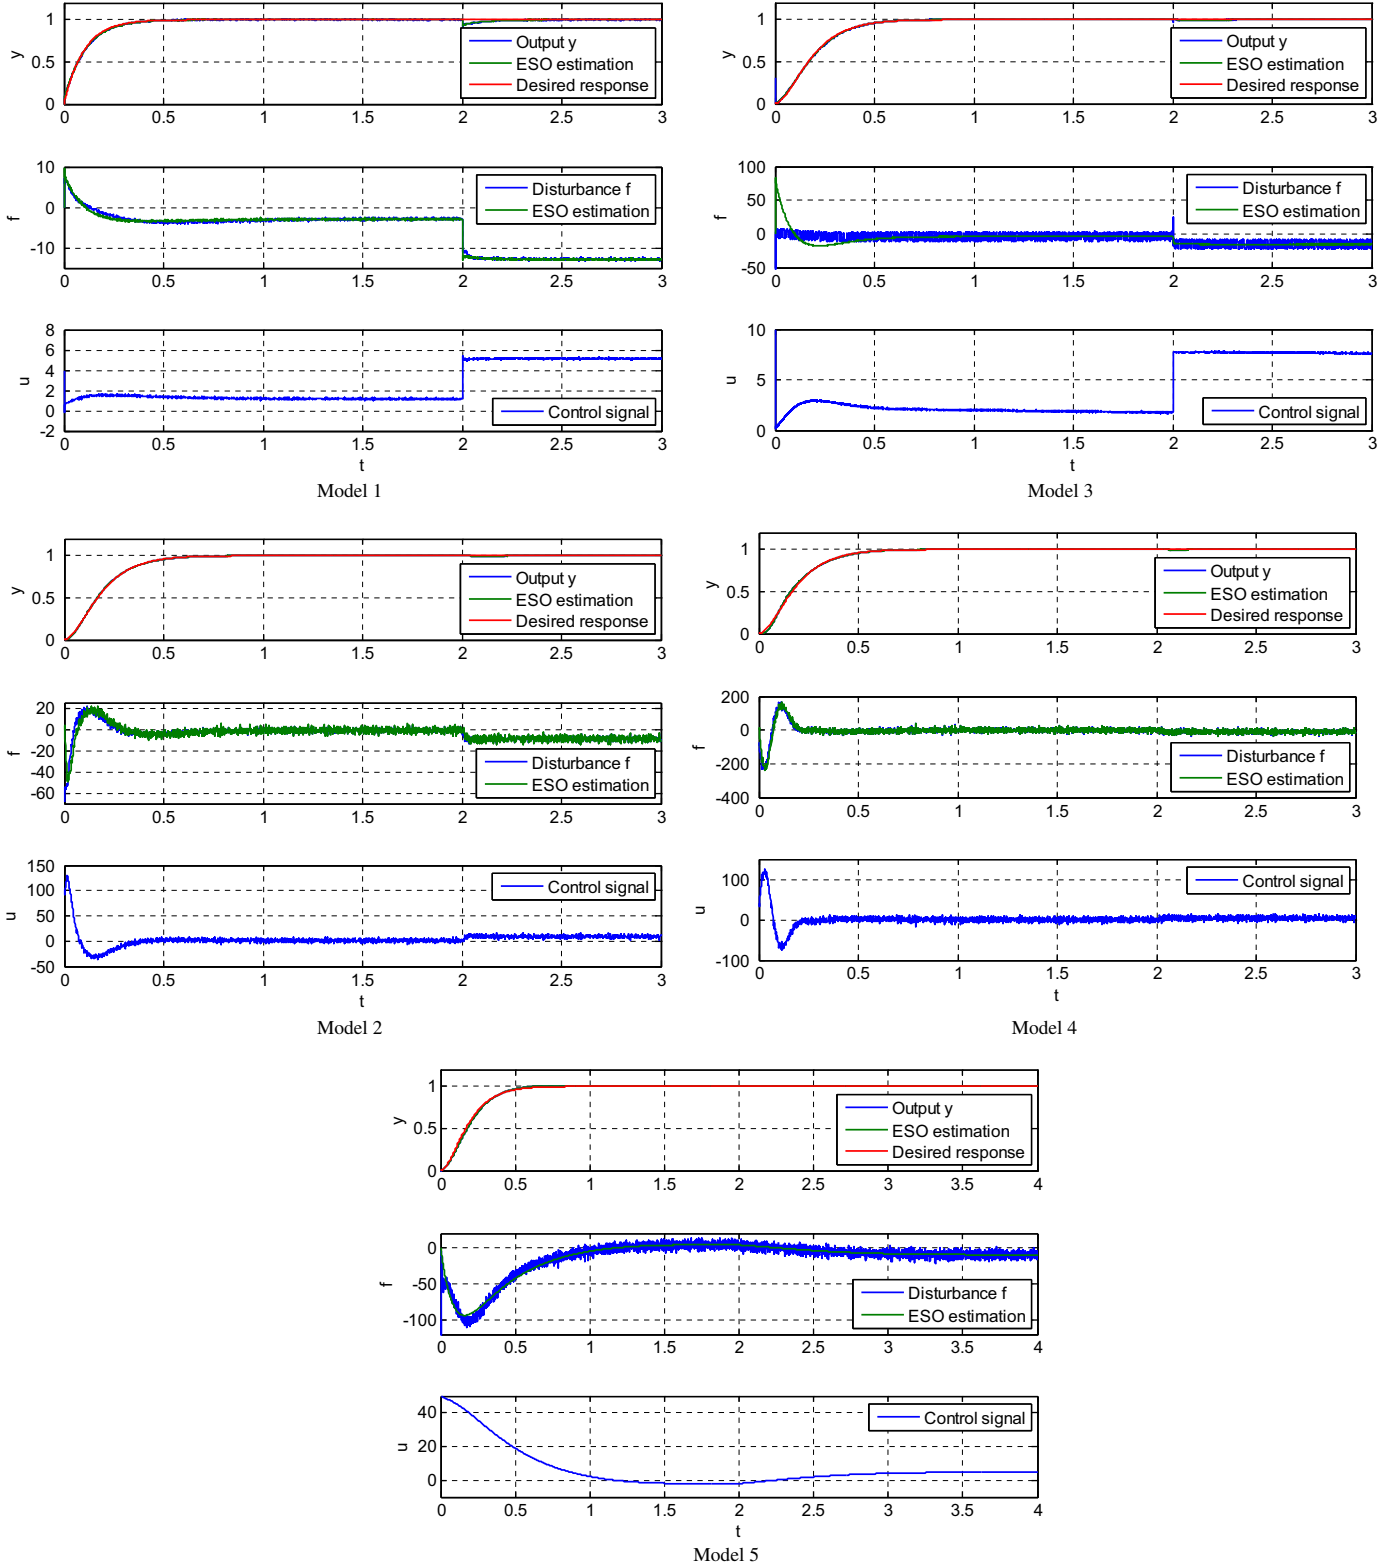 1
0.5
0
y
Output y
ESO estimation
Desired response
0 0.5 1 1.5 2 2.5 3
10
0
-10
f
Disturbance f
ESO estimation
0 0.5 1 1.5 2 2.5 3
8
6
4
2
0
-2
u
Control signal
0 0.5 1 1.5 2 2.5 3
t
Model 1
1
0.5
0
y
Output y
ESO estimation
Desired response
0 0.5 1 1.5 2 2.5 3
100
50
0
-50
f
Disturbance f
ESO estimation
0 0.5 1 1.5 2 2.5 3
10
5
0
u
Control signal
0 0.5 1 1.5 2 2.5 3
t
Model 3
1
0.5
0
y
Output y
ESO estimation
Desired response
0 0.5 1 1.5 2 2.5 3
20
0
-20
-40
-60
f
Disturbance f
ESO estimation
0 0.5 1 1.5 2 2.5 3
150
100
50
0
-50
u
Control signal
0 0.5 1 1.5 2 2.5 3
t
Model 2
1
0.5
0
y
Output y
ESO estimation
Desired response
0 0.5 1 1.5 2 2.5 3
200
0
-200
-400
f
Disturbance f
ESO estimation
0 0.5 1 1.5 2 2.5 3
100
0
-100
u
Control signal
0 0.5 1 1.5 2 2.5 3
t
Model 4
1
0.5
0
y
Output y
ESO estimation
Desired response
0 0.5 1 1.5 2 2.5 3 3.5 4
0
-50
-100
f
Disturbance f
ESO estimation
0 0.5 1 1.5 2 2.5 3 3.5 4
40
20
0
u
Control signal
0 0.5 1 1.5 2 2.5 3 3.5 4
t
Model 5